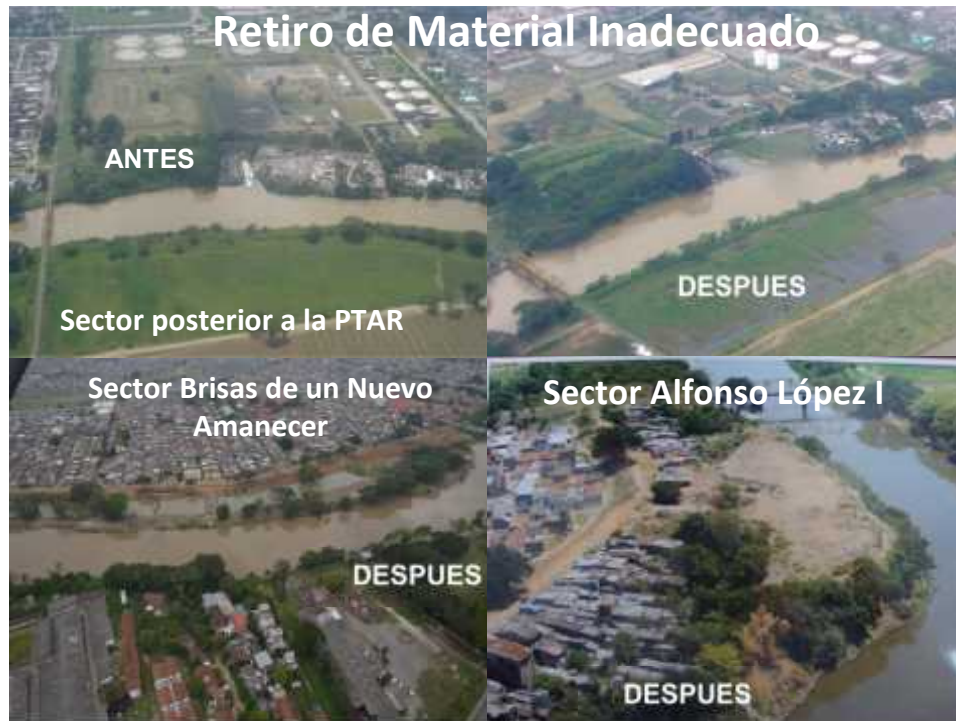 Retiro de Material Inadecuado
ANTES
DESPUES
Sector posterior a la PTAR
Sector Brisas de un Nuevo
Amanecer
DESPUES
Sector Alfonso López I
DESPUES